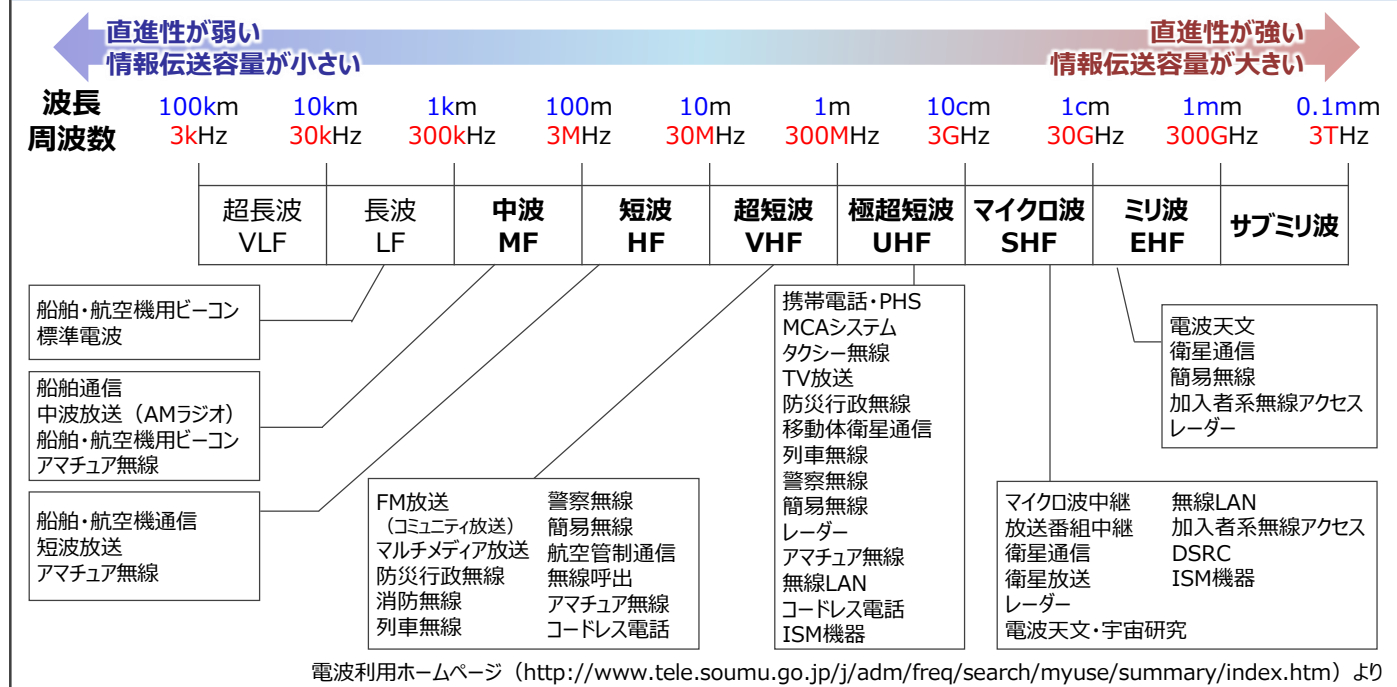 直進性が弱い
情報伝送容量が小さい
直進性が強い
情報伝送容量が大きい
波長 100km 10km 1km 100m 10m 1m 10cm 1cm 1mm 0.1mm
周波数 3kHz 30kHz 300kHz 3MHz 30MHz 300MHz 3GHz 30GHz 300GHz 3THz
超長波
VLF
長波
LF
中波
MF
短波
HF
超短波
VHF
極超短波
UHF
マイクロ波
SHF
ミリ波
EHF
サブミリ波
船舶・航空機用ビーコン
標準電波
船舶通信
中波放送（AMラジオ）
船舶・航空機用ビーコン
アマチュア無線
船舶・航空機通信
短波放送
アマチュア無線
FM放送
（コミュニティ放送）
マルチメディア放送
防災行政無線
消防無線
列車無線
警察無線
簡易無線
航空管制通信
無線呼出
アマチュア無線
コードレス電話
携帯電話・PHS
MCAシステム
タクシー無線
TV放送
防災行政無線
移動体衛星通信
列車無線
警察無線
簡易無線
レーダー
アマチュア無線
無線LAN
コードレス電話
ISM機器
マイクロ波中継
放送番組中継
衛星通信
衛星放送
レーダー
電波天文・宇宙研究
無線LAN
加入者系無線アクセス
DSRC
ISM機器
電波天文
衛星通信
簡易無線
加入者系無線アクセス
レーダー
電波利用ホームページ（http://www.tele.soumu.go.jp/j/adm/freq/search/myuse/summary/index.htm）より